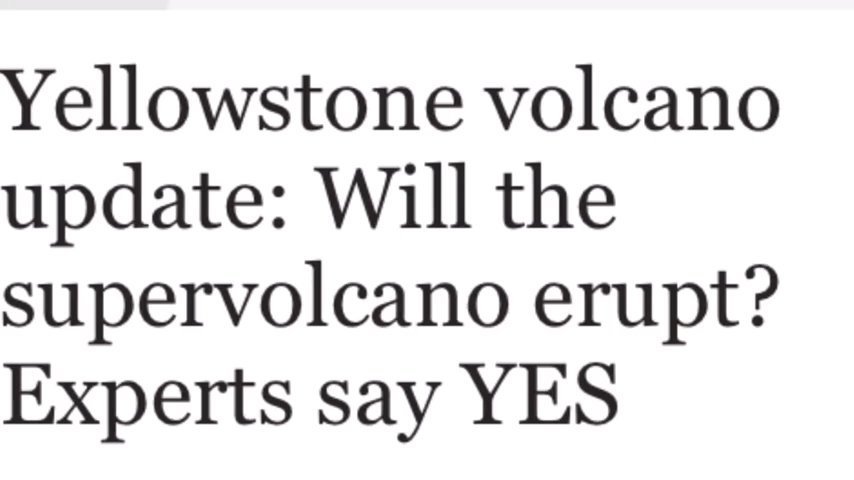 Yellowstone volcano
update: Will the
supervolcano erupt?
Experts say YES